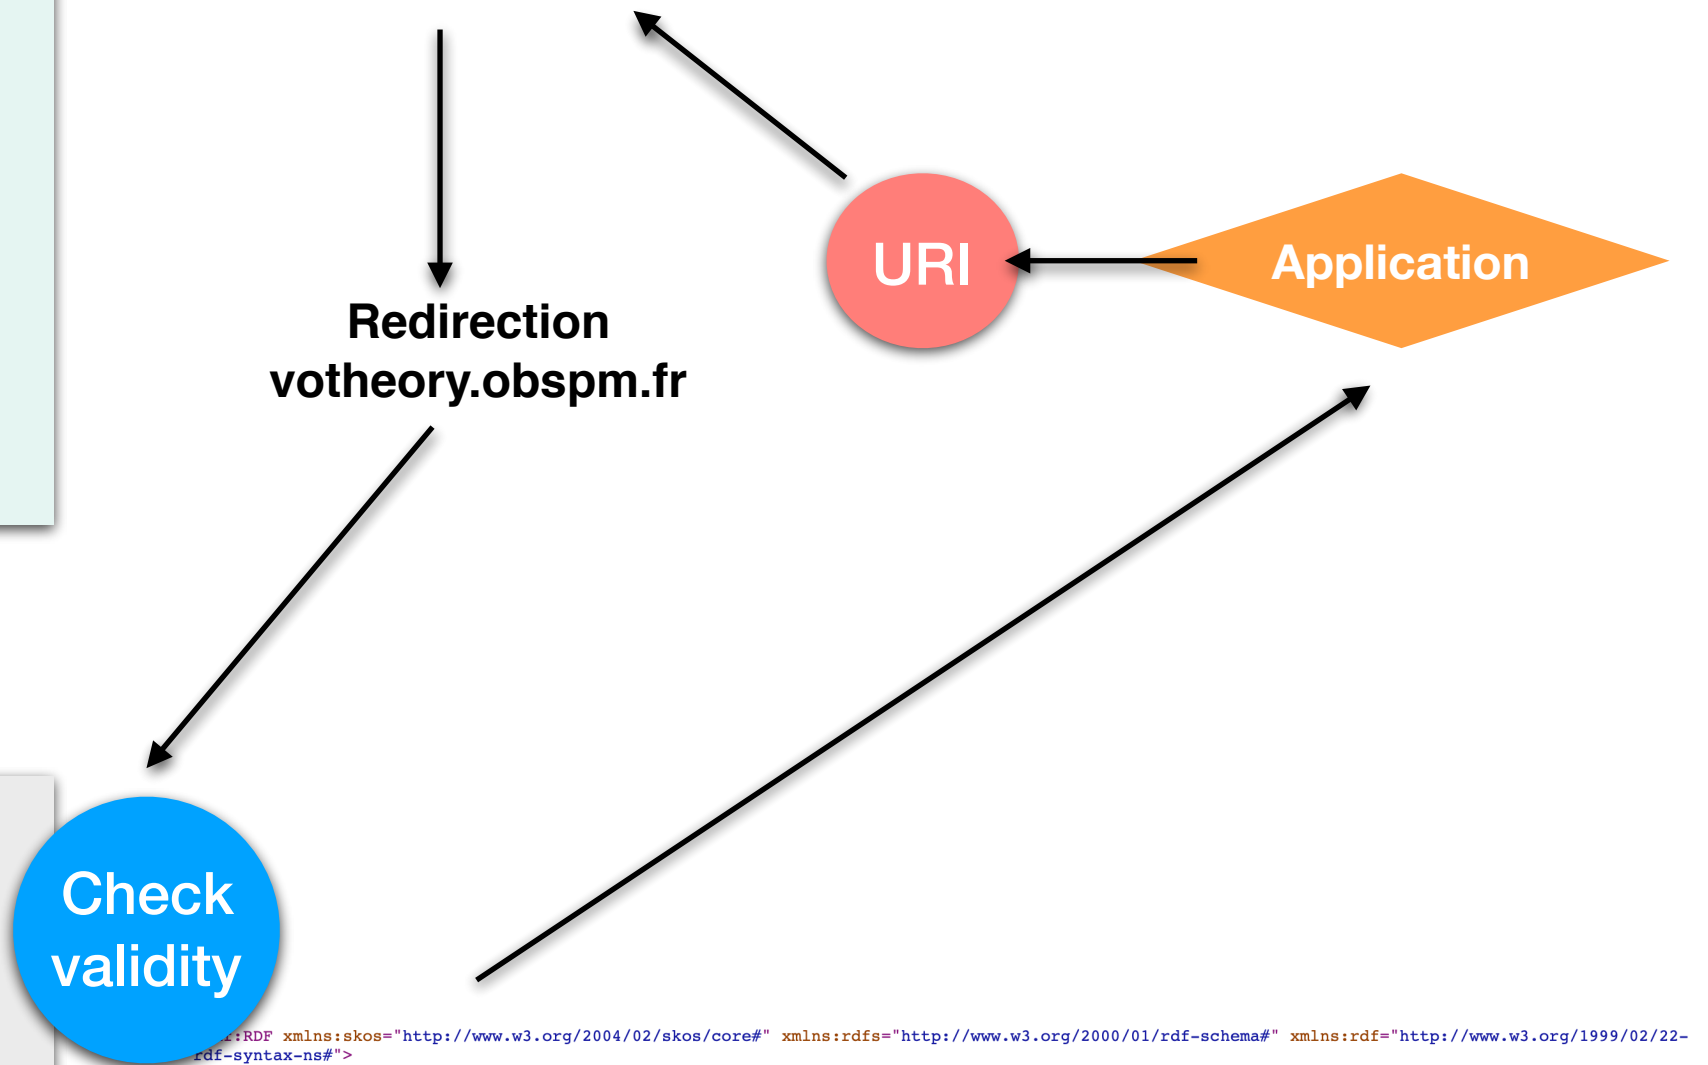 URI
Application
Redirection
votheory.obspm.fr
Check
validity
:RDF xmlns:skos="http://www.w3.org/2004/02/skos/core#" xmlns:rdfs="http://www.w3.org/2000/01/rdf-schema#" xmlns:rdf="http://www.w3.org/1999/02/22-
rdf-syntax-ns#">